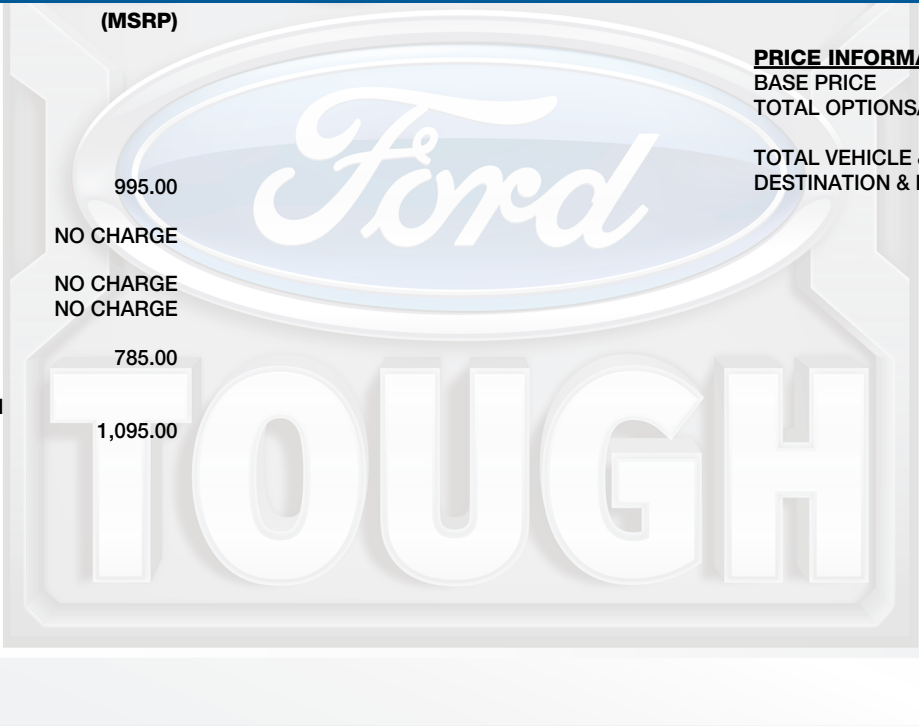 (MSRP)
995.00
NO CHARGE
NO CHARGE
NO CHARGE
785.00
1,095.00
PRICE INFORMA
BASE PRICE
TOTAL OPTIONS
TOTAL VEHICLE
DESTINATION &
Ford
TOUGH